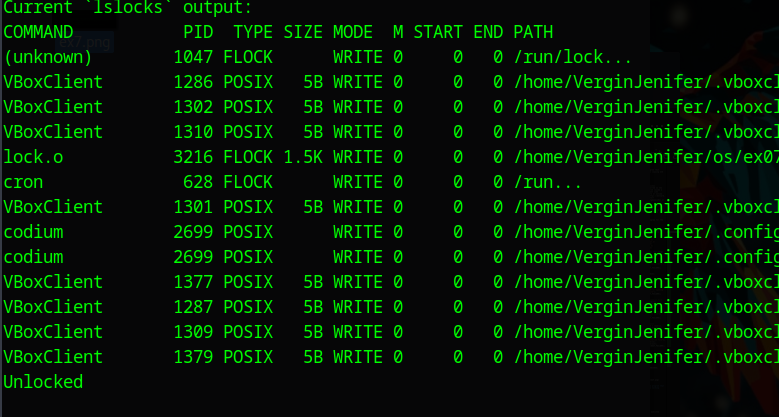 Current `lslocks` output:
COMMAND           PID  TYPE SIZE MODE  M START END PATH
(unknown)        1047 FLOCK      WRITE 0     0   0 /run/lock...
VBoxClient       1286 POSIX   5B WRITE 0     0   0 /home/VerginJenifer/.vboxcl
VBoxClient       1302 POSIX   5B WRITE 0     0   0 /home/VerginJenifer/.vboxcl
VBoxClient       1310 POSIX   5B WRITE 0     0   0 /home/VerginJenifer/.vboxcl
lock.o           3216 FLOCK 1.5K WRITE 0     0   0 /home/VerginJenifer/os/ex07
cron              628 FLOCK      WRITE 0     0   0 /run...
VBoxClient       1301 POSIX   5B WRITE 0     0   0 /home/VerginJenifer/.vboxcl
codium           2699 POSIX      WRITE 0     0   0 /home/VerginJenifer/.config
codium           2699 POSIX      WRITE 0     0   0 /home/VerginJenifer/.config
VBoxClient       1377 POSIX   5B WRITE 0     0   0 /home/VerginJenifer/.vboxcl
VBoxClient       1287 POSIX   5B WRITE 0     0   0 /home/VerginJenifer/.vboxcl
VBoxClient       1309 POSIX   5B WRITE 0     0   0 /home/VerginJenifer/.vboxcl
VBoxClient       1379 POSIX   5B WRITE 0     0   0 /home/VerginJenifer/.vboxcl
Unlocked